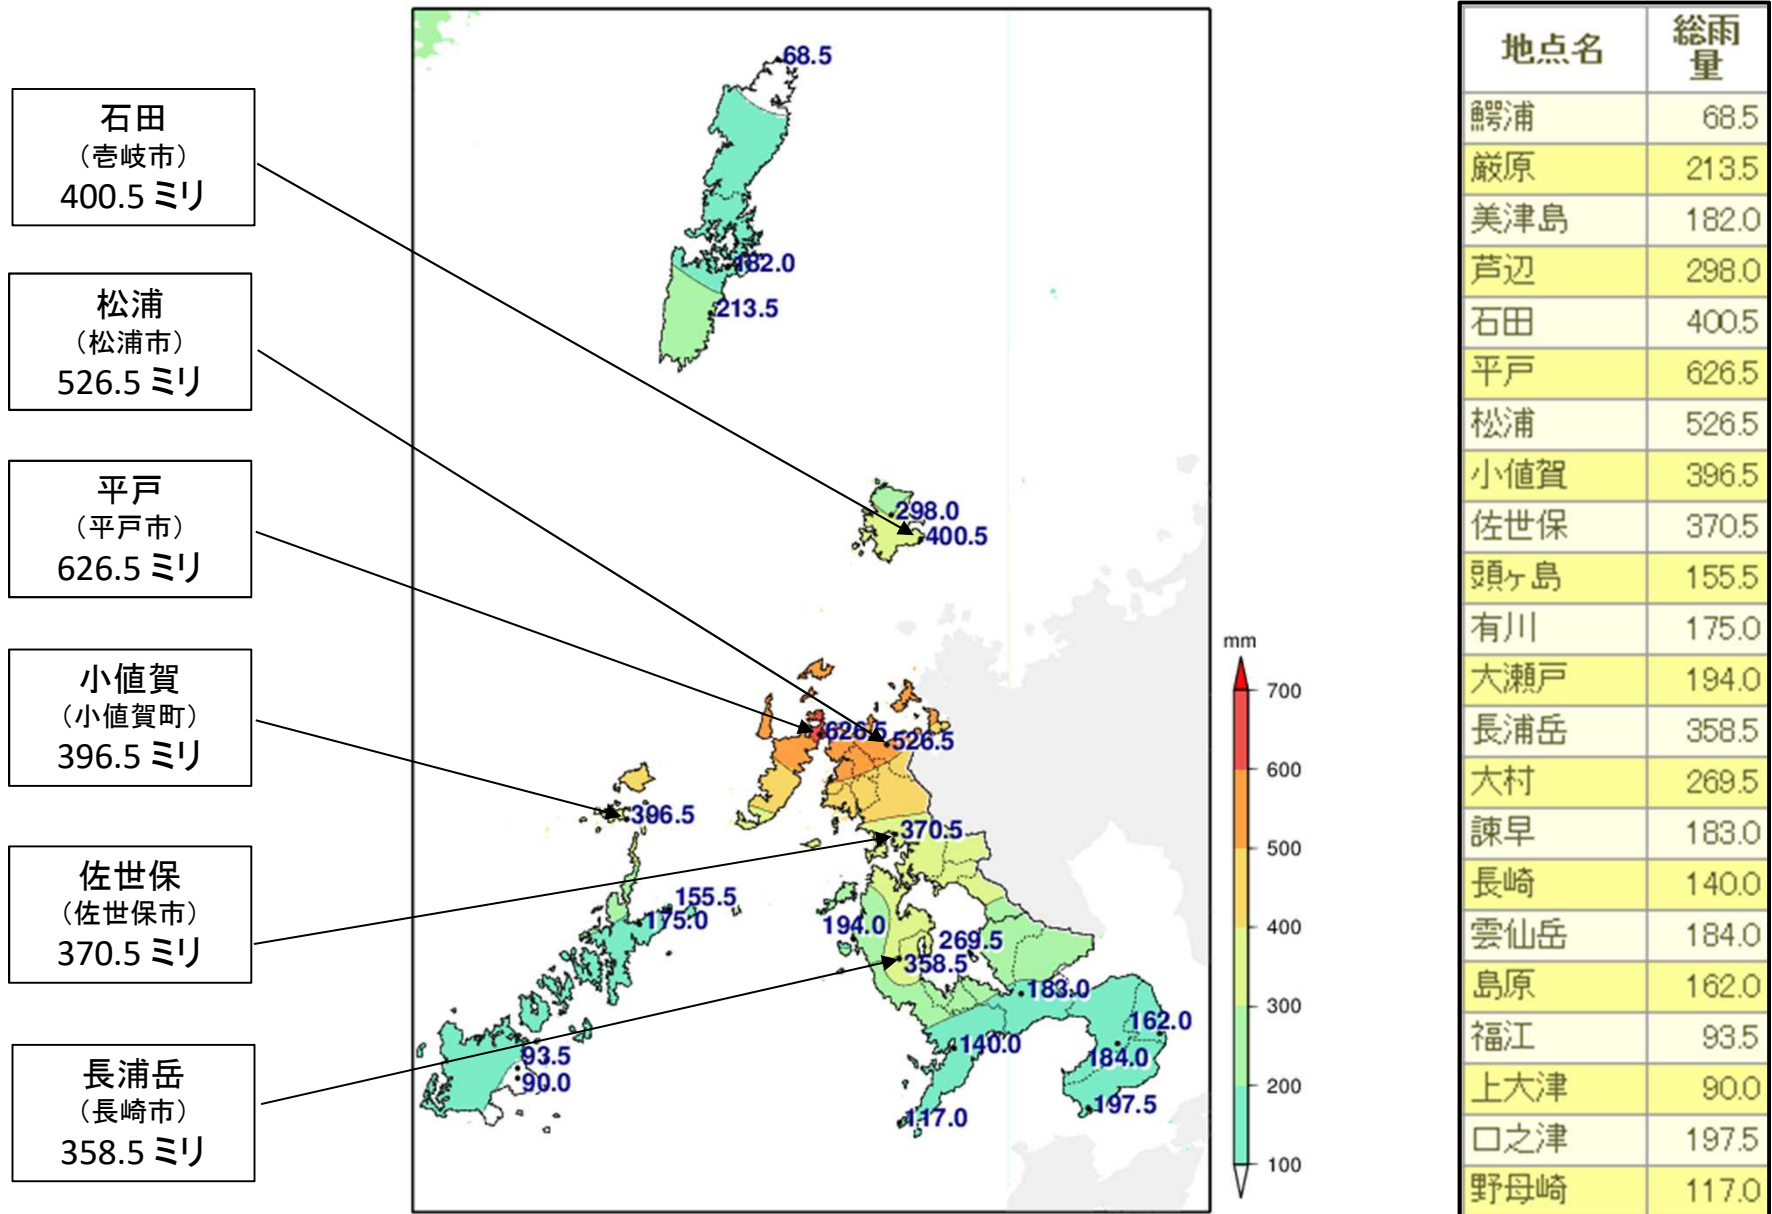 石田
（壱岐市）
400.5 ミリ
松浦
（松浦市）
526.5 ミリ
平戸
（平戸市）
626.5 ミリ
小値賀
（小値賀町）
396.5 ミリ
佐世保
（佐世保市）
370.5 ミリ
長浦岳
（長崎市）
358.5 ミリ
68.5
182.0
213.5
298.0
400.5
626.5
526.5
396.5
370.5
155.5
175.0
194.0
269.5
358.5
183.0
162.0
140.0
184.0
93.5
90.0
197.5
117.0
mm
700
600
500
400
300
200
100
地点名 総雨量
鰐浦 68.5
厳原 213.5
美津島 182.0
芦辺 298.0
石田 400.5
平戸 626.5
松浦 526.5
小値賀 396.5
佐世保 370.5
頭ヶ島 155.5
有川 175.0
大瀬戸 194.0
長浦岳 358.5
大村 269.5
諫早 183.0
長崎 140.0
雲仙岳 184.0
島原 162.0
福江 93.5
上大津 90.0
口之津 197.5
野母崎 117.0